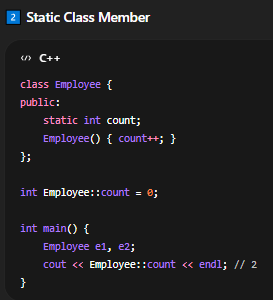 2 Static Class Member
</> C++
class Employee {
public:
    static int count;
    Employee() { count++; }
};

int Employee::count = 0;

int main() {
    Employee e1, e2;
    cout << Employee::count << endl; // 2
}